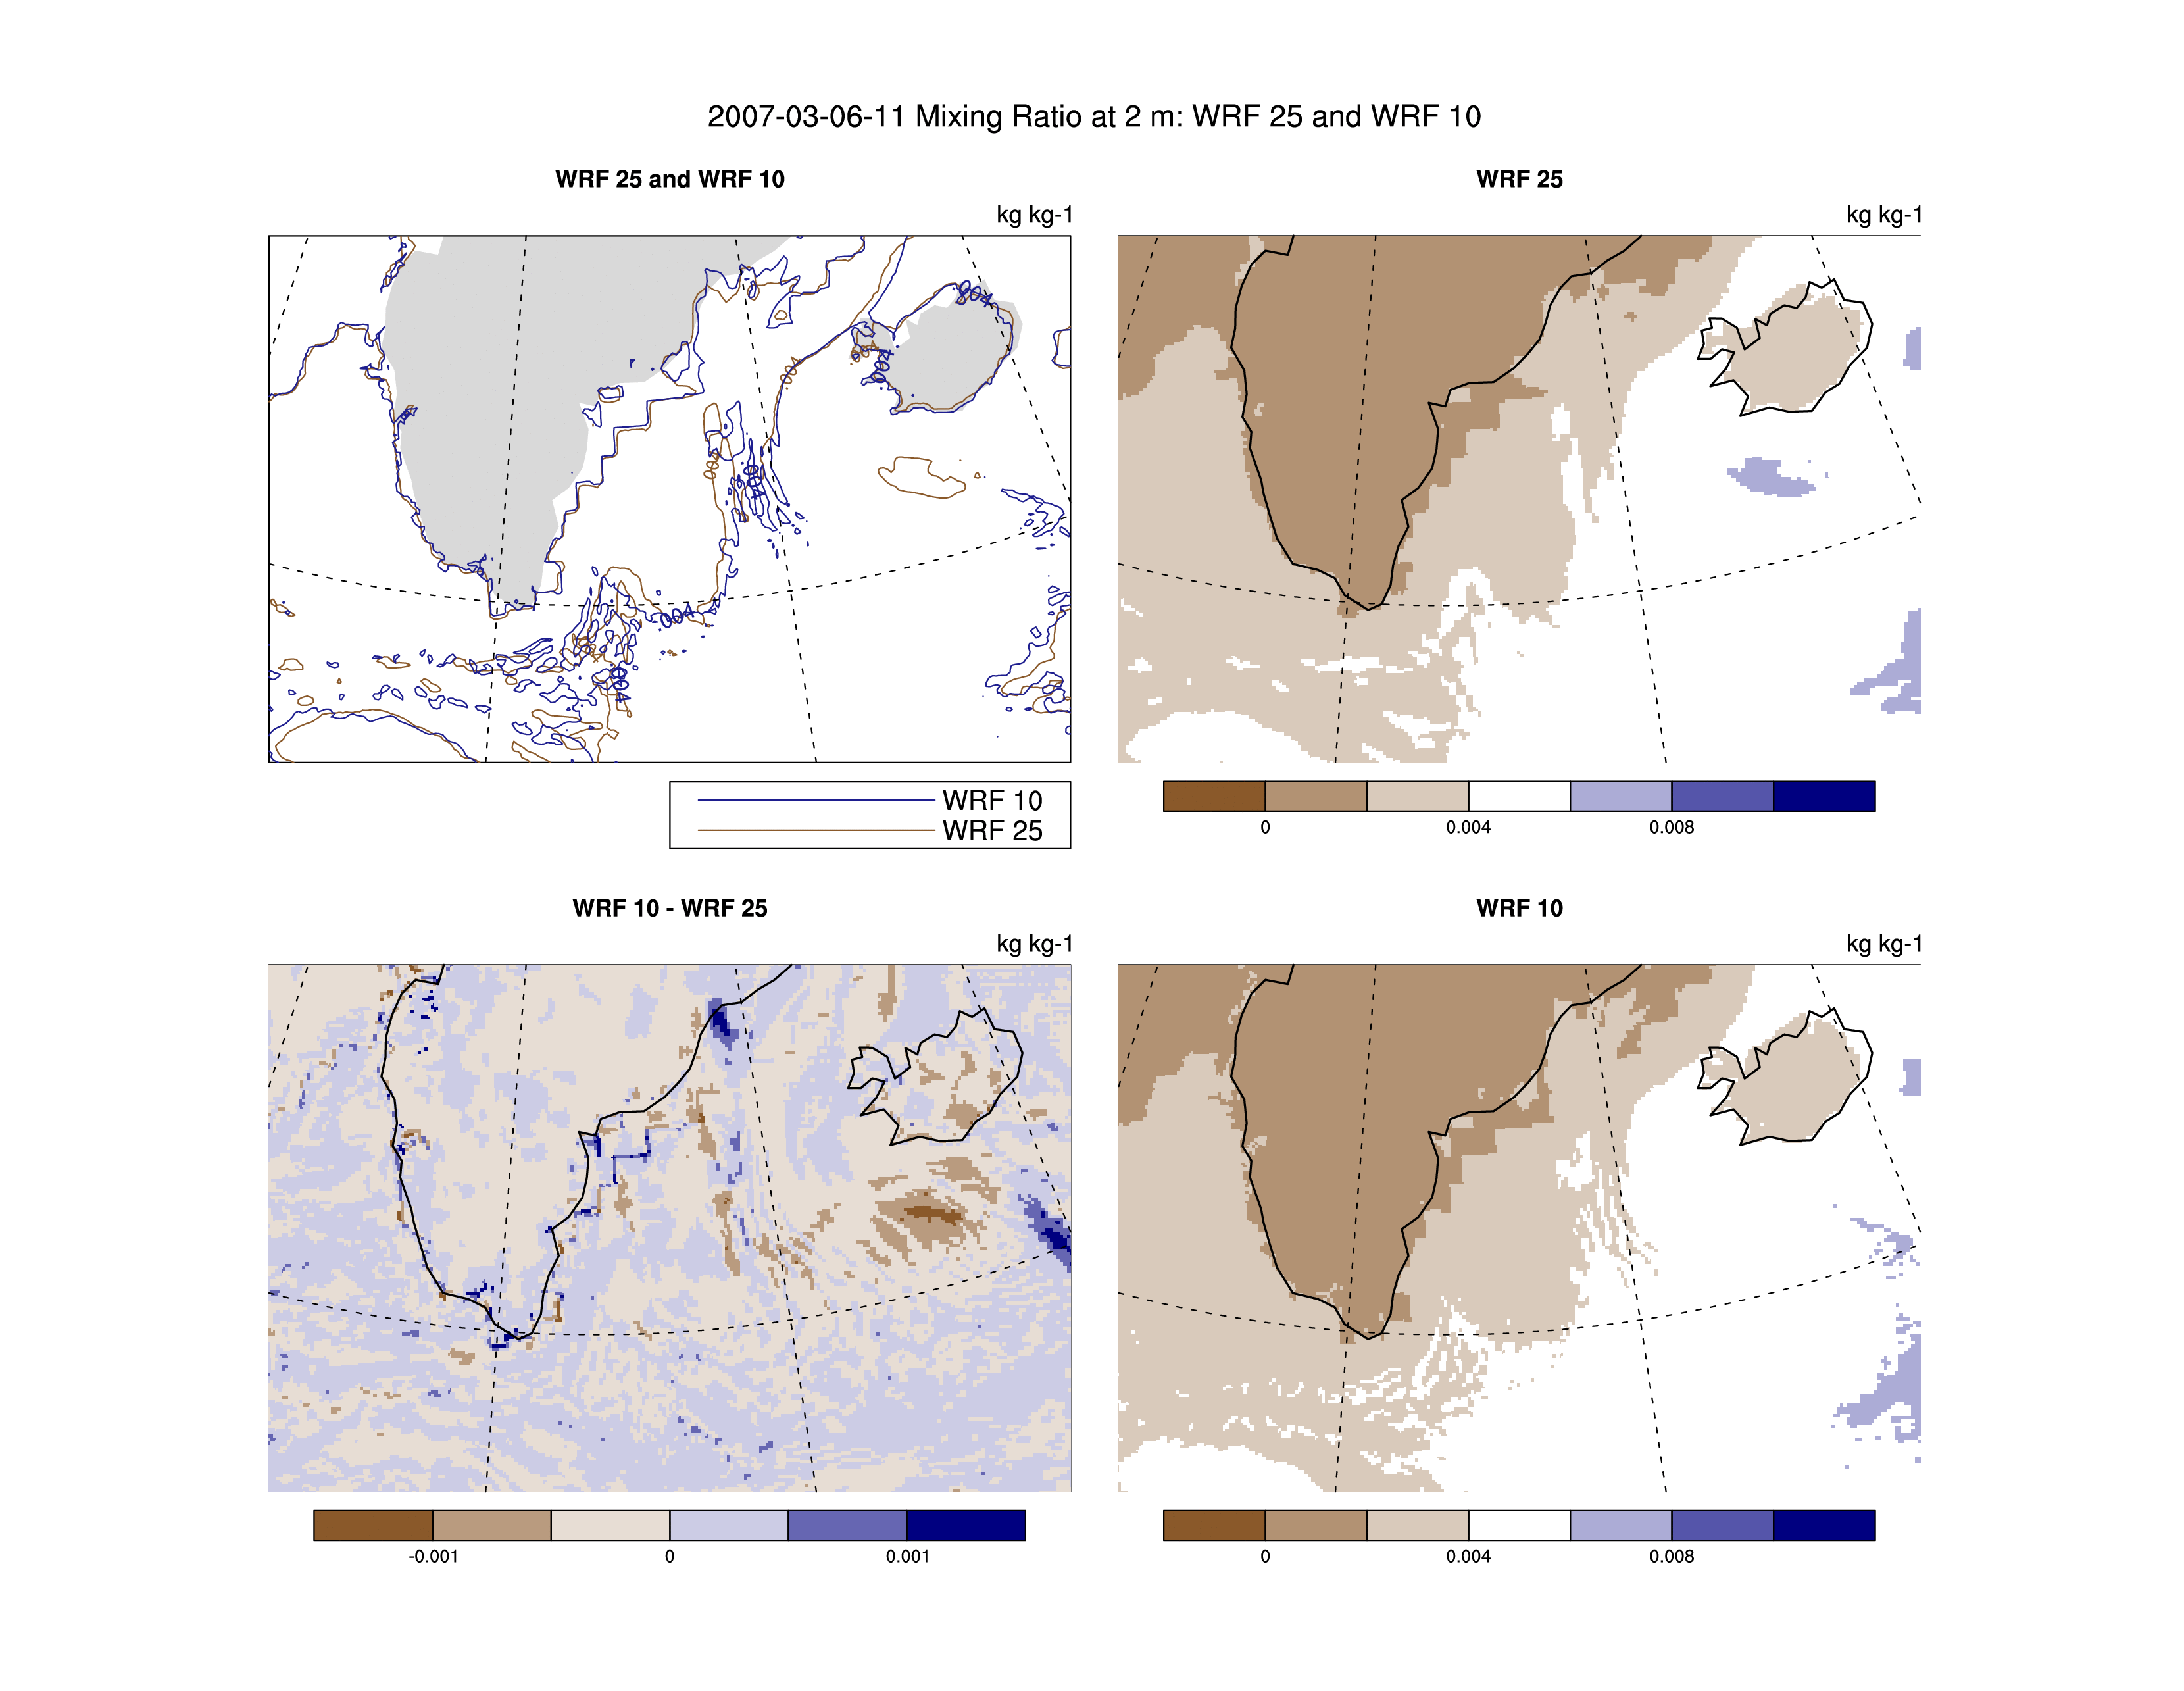 2007-03-06-11 Mixing Ratio at 2 m: WRF 25 and WRF 10
WRF 25 and WRF 10
kg kg-1
.004
.004
.004
.004
.004
.004
.004
.004
WRF 10
WRF 25
WRF 25
kg kg-1
0
0.004
0.008
WRF 10 - WRF 25
kg kg-1
-0.001
0
0.001
WRF 10
kg kg-1
0
0.004
0.008